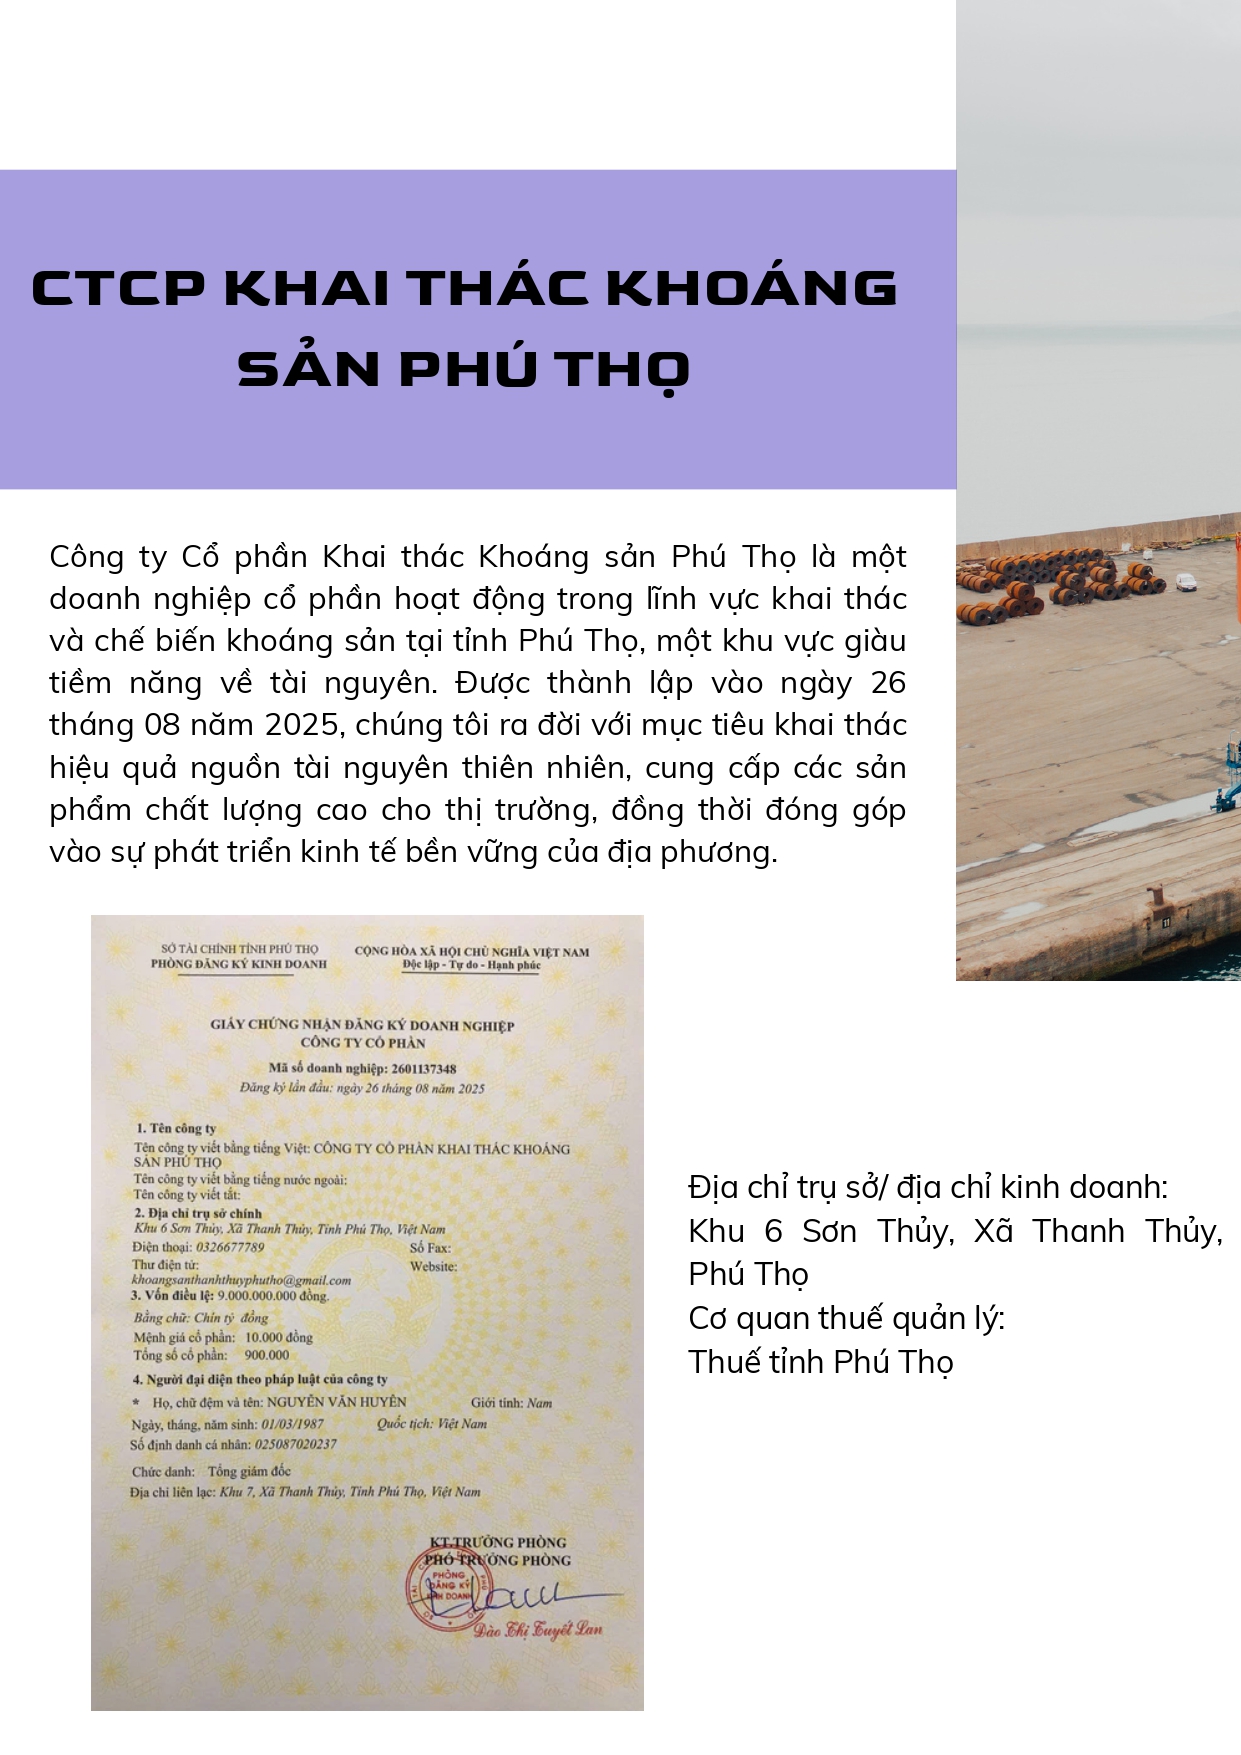 CTCP KHAI THÁC KHOÁNG
SẢN PHÚ THỌ
Công ty Cổ phần Khai thác Khoáng sản Phú Thọ là một
doanh nghiệp cổ phần hoạt động trong lĩnh vực khai thác
và chế biến khoáng sản tại tỉnh Phú Thọ, một khu vực giàu
tiềm năng về tài nguyên. Được thành lập vào ngày 26
tháng 08 năm 2025, chúng tôi ra đời với mục tiêu khai thác
hiệu quả nguồn tài nguyên thiên nhiên, cung cấp các sản
phẩm chất lượng cao cho thị trường, đồng thời đóng góp
vào sự phát triển kinh tế bền vững của địa phương.
SỞ TÀI CHÍNH TỈNH PHÚ THỌ
PHÒNG ĐĂNG KÝ KINH DOANH
CỘNG HÒA XÃ HỘI CHỦ NGHĨA VIỆT NAM
Độc lập - Tự do - Hạnh phúc
GIẤY CHỨNG NHẬN ĐĂNG KÝ DOANH NGHIỆP
CÔNG TY CỔ PHẦN
Mã số doanh nghiệp: 2601137348
Đăng ký lần đầu: ngày 26 tháng 08 năm 2025
1. Tên công ty
Tên công ty viết bằng tiếng Việt: CÔNG TY CỔ PHẦN KHAI THÁC KHOÁNG
SẢN PHÚ THỌ
Tên công ty viết bằng tiếng nước ngoài:
Tên công ty viết tắt:
2. Địa chỉ trụ sở chính
Khu 6 Sơn Thủy, Xã Thanh Thủy, Tỉnh Phú Thọ, Việt Nam
Điện thoại: 0326677789 Số Fax:
Thư điện tử: Website:
khoangsanthanhthuyphutho@gmail.com
3. Vốn điều lệ: 9.000.000.000 đồng.
Bằng chữ: Chín tỷ đồng
Mệnh giá cổ phần: 10.000 đồng
Tổng số cổ phần: 900.000
4. Người đại diện theo pháp luật của công ty
* Họ, chữ đệm và tên: NGUYỄN VĂN HUYÊN Giới tính: Nam
Ngày, tháng, năm sinh: 01/03/1987 Quốc tịch: Việt Nam
Số định danh cá nhân: 025087020237
Chức danh: Tổng giám đốc
Địa chỉ liên lạc: Khu 7, Xã Thanh Thủy, Tỉnh Phú Thọ, Việt Nam
KT.TRƯỞNG PHÒNG
PHÓ TRƯỞNG PHÒNG
PHÒNG
ĐĂNG KÝ
KINH DOANH
Đào Thị Tuyết Lan
Địa chỉ trụ sở/ địa chỉ kinh doanh:
Khu 6 Sơn Thủy, Xã Thanh Thủy,
Phú Thọ
Cơ quan thuế quản lý:
Thuế tỉnh Phú Thọ